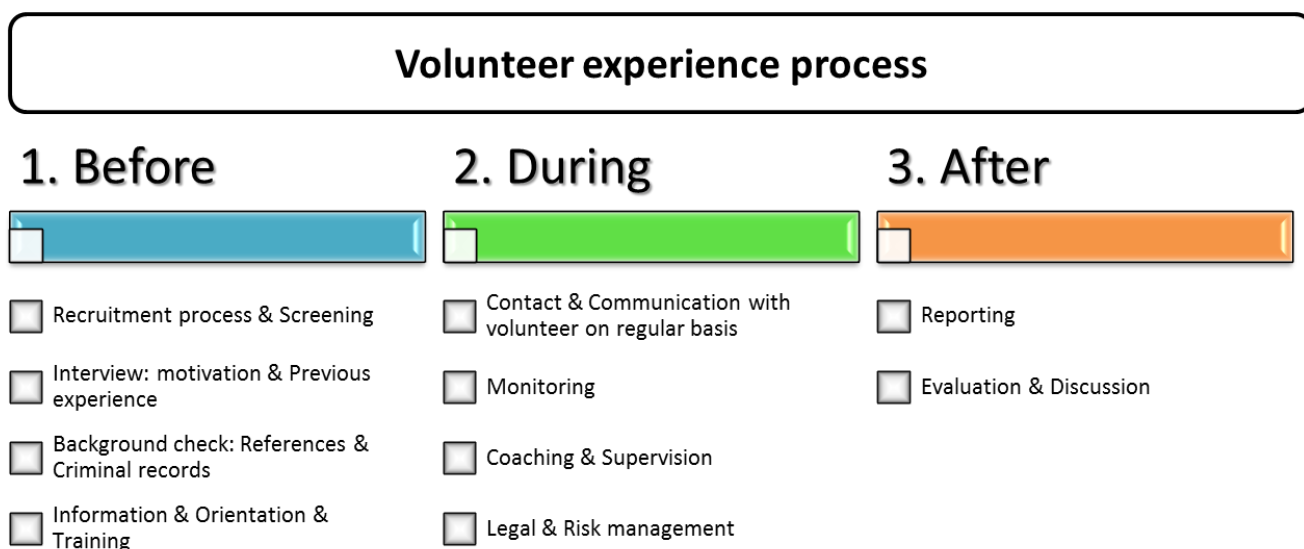 Volunteer experience process
1. Before
Recruitment process & Screening
Interview: motivation & Previous
experience
Background check: References &
Criminal records
Information & Orientation &
Training
2. During
Contact & Communication with
volunteer on regular basis
Monitoring
Coaching & Supervision
Legal & Risk management
3. After
Reporting
Evaluation & Discussion